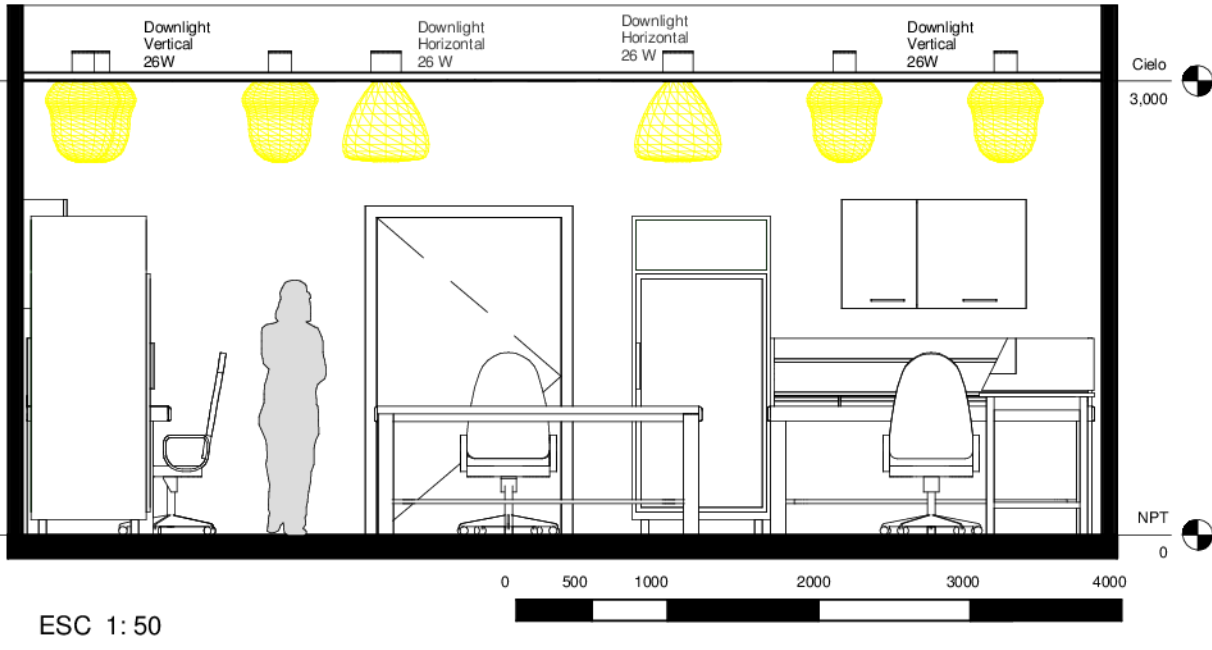 Downlight
Vertical
26W
Downlight
Horizontal
26 W
Downlight
Horizontal
26 W
Downlight
Vertical
26W
Cielo
3,000
NPT
0
0 500 1000 2000 3000 4000
ESC 1: 50